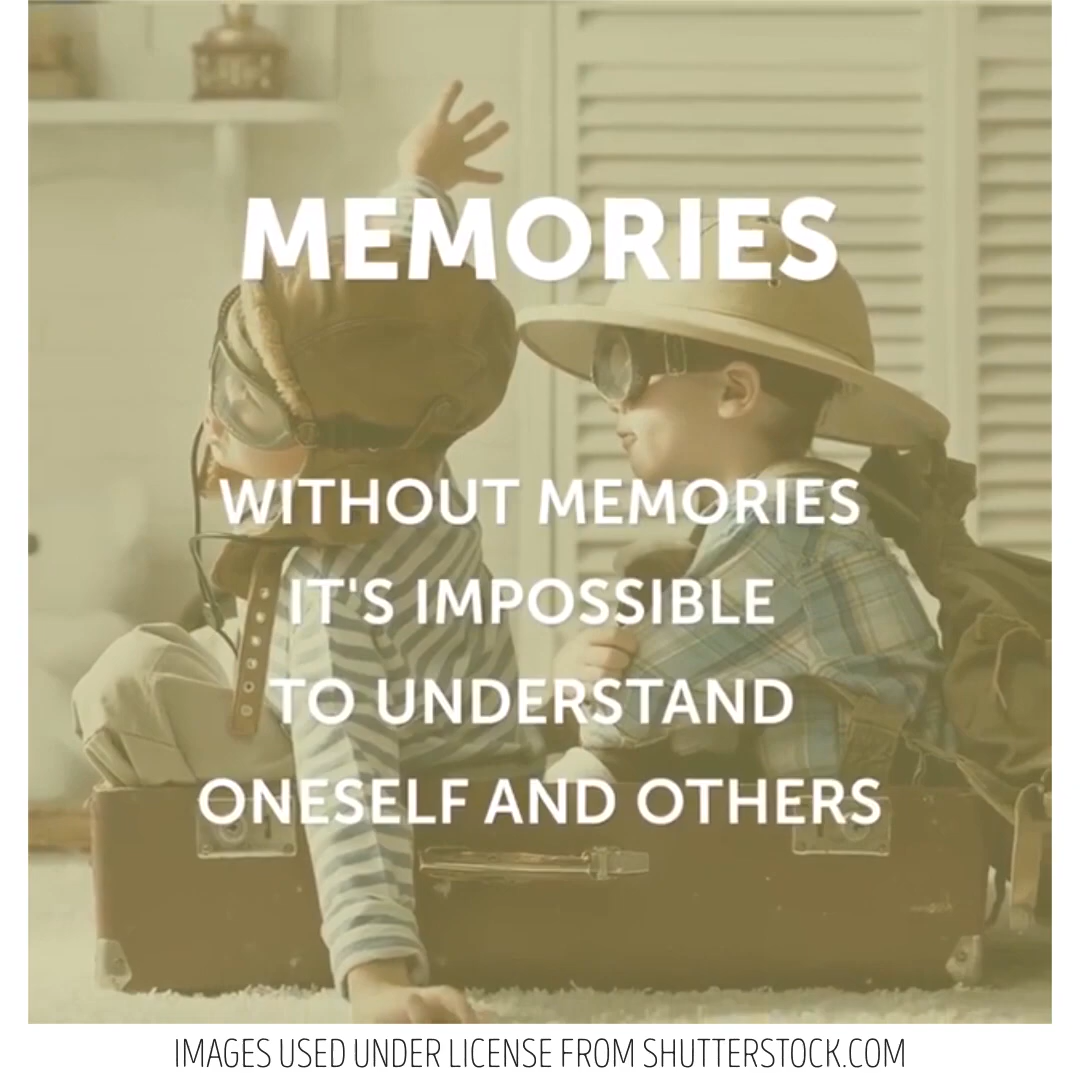 MEMORIES
WITHOUT MEMORIES
IT'S IMPOSSIBLE
TO UNDERSTAND
ONESELF AND OTHERS
IMAGES USED UNDER LICENSE FROM SHUTTERSTOCK.COM